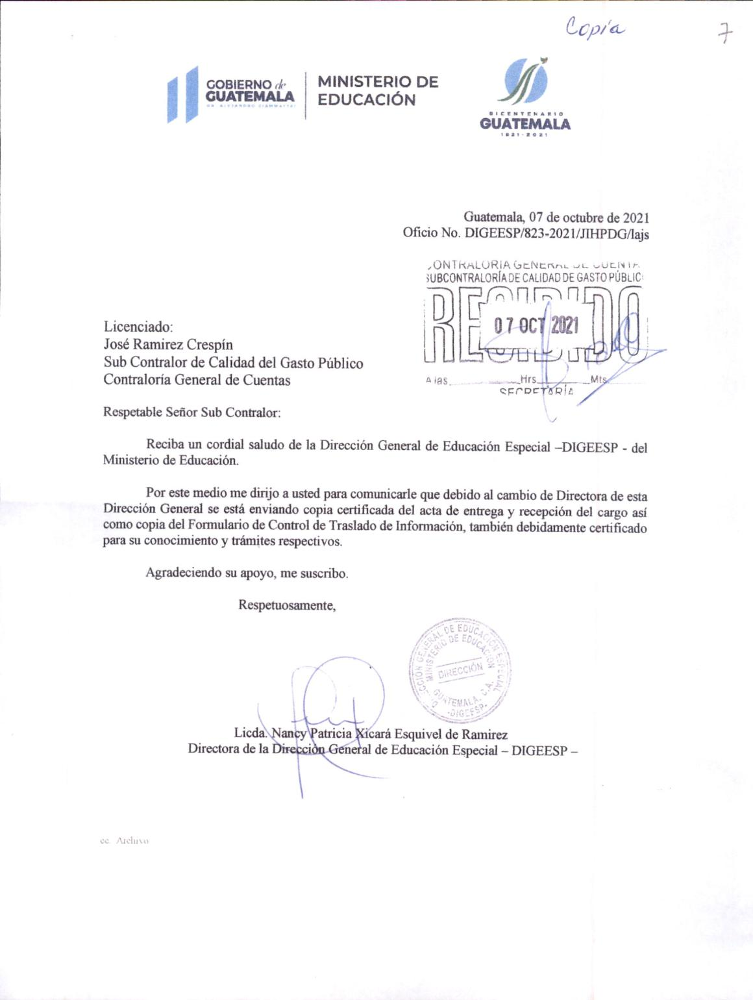 Copia
7
GOBIERNO de
GUATEMALA
DR. ALEJANDRO GIAMMATTEI
MINISTERIO DE
EDUCACIÓN
BICENTENARIO
GUATEMALA
1821-2021
Guatemala, 07 de octubre de 2021
Oficio No. DIGEESP/823-2021/JIHPDG/lajs
CONTRALORÍA GENERAL DE CUENTA
SUBCONTRALORÍA DE CALIDAD DE GASTO PÚBLIC
RECIBIDO
07 OCT 2021
A las Hrs. Mts.
SECRETARÍA
Licenciado:
José Ramirez Crespín
Sub Contralor de Calidad del Gasto Público
Contraloría General de Cuentas
Respetable Señor Sub Contralor:
Reciba un cordial saludo de la Dirección General de Educación Especial –DIGEESP - del
Ministerio de Educación.
Por este medio me dirijo a usted para comunicarle que debido al cambio de Directora de esta
Dirección General se está enviando copia certificada del acta de entrega y recepción del cargo así
como copia del Formulario de Control de Traslado de Información, también debidamente certificado
para su conocimiento y trámites respectivos.
Agradeciendo su apoyo, me suscribo.
Respetuosamente,
DIRECCIÓN GENERAL DE EDUCACIÓN ESPECIAL
MINISTERIO DE EDUCACIÓN
DIRECCIÓN
GUATEMALA, C.A.
-DIGEESP-
Licda. Nancy Patricia Xicará Esquivel de Ramirez
Directora de la Dirección General de Educación Especial – DIGEESP –
cc. Archivo